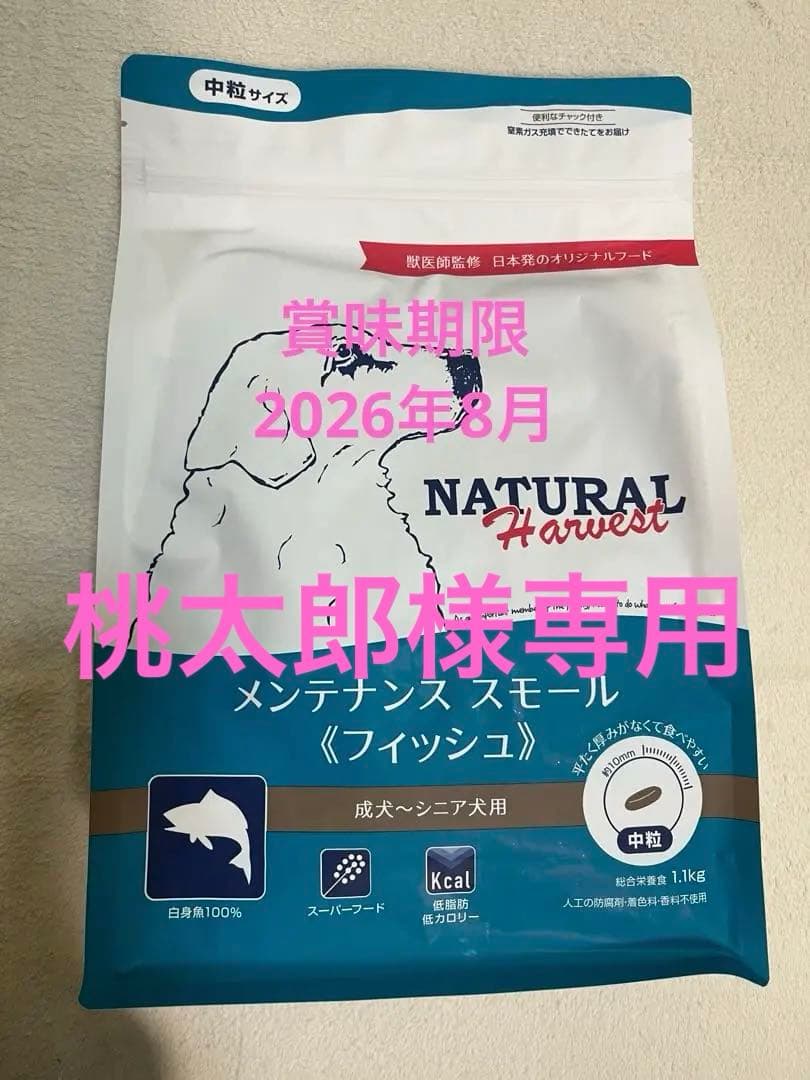 中粒サイズ
便利なチャック付き
窒素ガス充填でできたてをお届け
獣医師監修 日本発のオリジナルフード
賞味期限
2026年8月
NATURAL
Harvest
to do
桃太郎様専用
メンテナンス スモール
《フィッシュ》
平たく厚みがなくて食べやすい
約10mm
成犬〜シニア犬用
中粒
Kcal
総合栄養食 1.1kg
白身魚100%
スーパーフード
低脂肪
低カロリー
人工の防腐剤・着色料・香料不使用